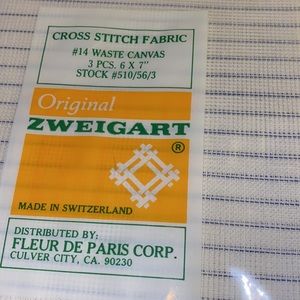 CROSS STITCH FABRIC
#14 WASTE CANVAS
3 PCS. 6 X 7"
STOCK #510/56/3
Original
ZWEIGART
®
MADE IN SWITZERLAND
DISTRIBUTED BY:
FLEUR DE PARIS CORP.
CULVER CITY, CA. 90230